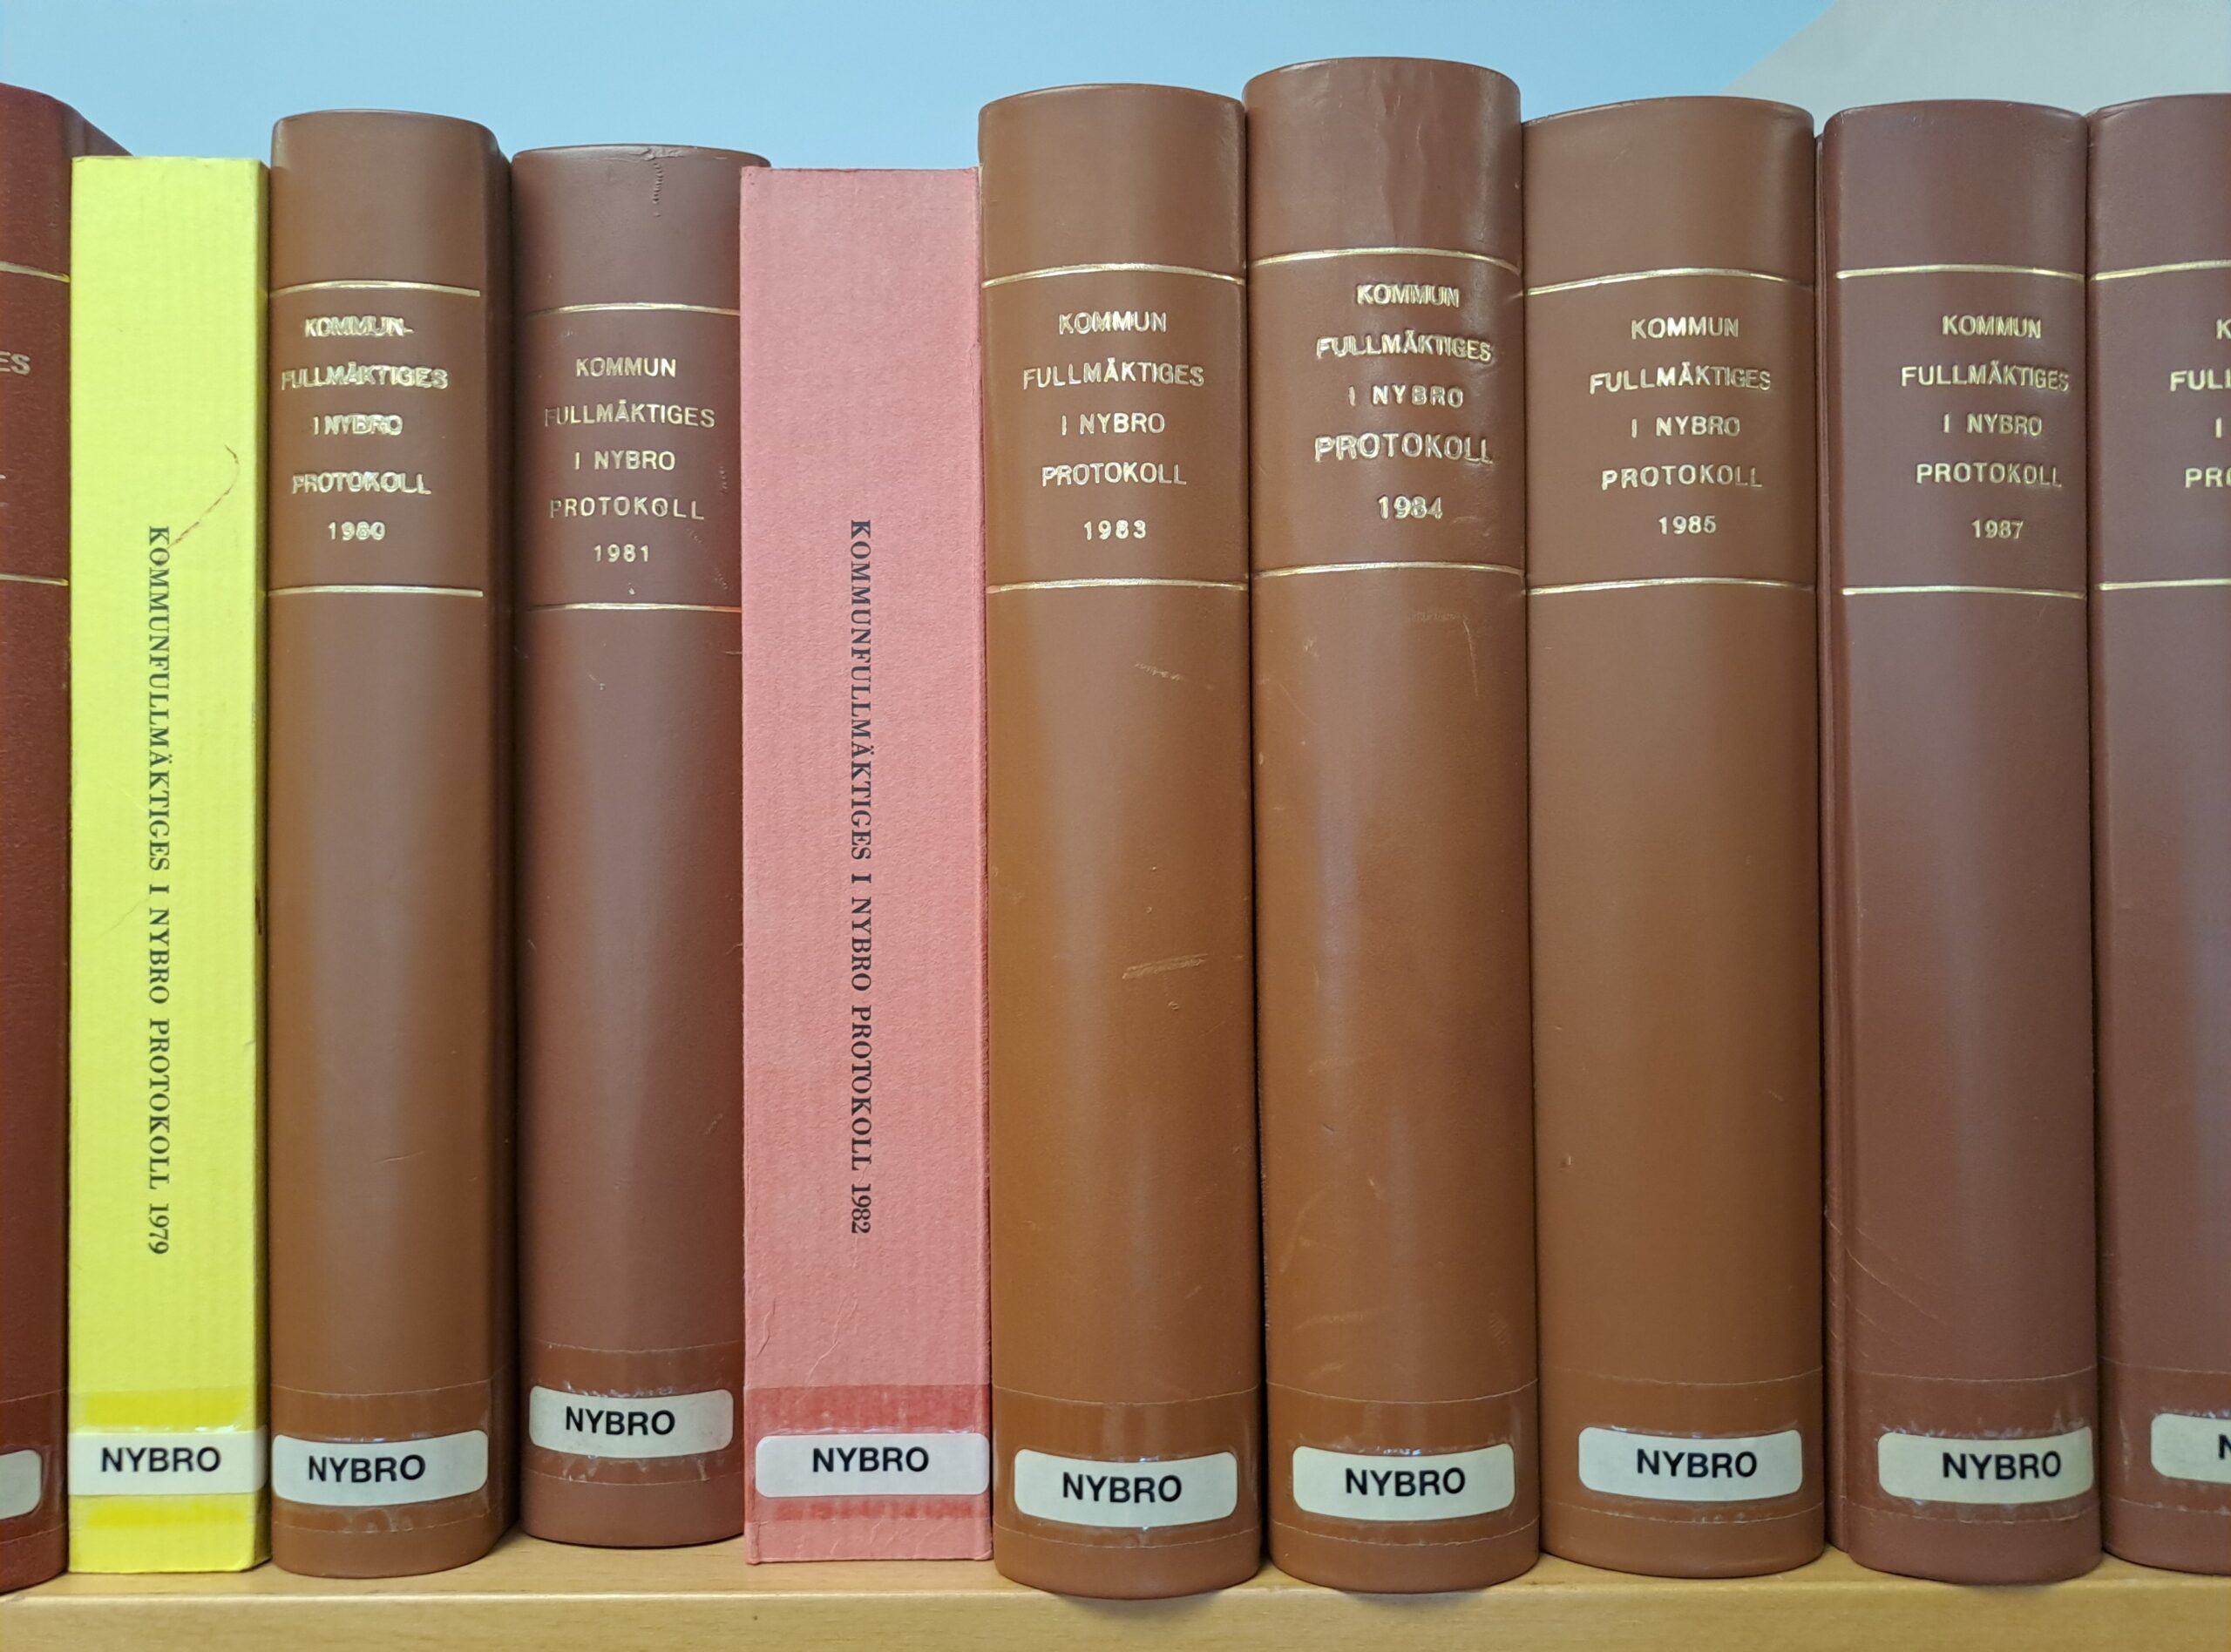 ES
KOMMUNFULLMÄKTIGES I NYBRO PROTOKOLL 1979
NYBRO
KOMMUN-
FULLMÄKTIGES
I NYBRO
PROTOKOLL
1980
NYBRO
KOMMUN
FULLMÄKTIGES
I NYBRO
PROTOKOLL
1981
NYBRO
KOMMUNFULLMÄKTIGES I NYBRO PROTOKOLL 1982
NYBRO
KOMMUN
FULLMÄKTIGES
I NYBRO
PROTOKOLL
1983
NYBRO
KOMMUN
FULLMÄKTIGES
I NYBRO
PROTOKOLL
1984
NYBRO
KOMMUN
FULLMÄKTIGES
I NYBRO
PROTOKOLL
1985
NYBRO
KOMMUN
FULLMÄKTIGES
I NYBRO
PROTOKOLL
1987
NYBRO
K
FULL
I
PRO
N